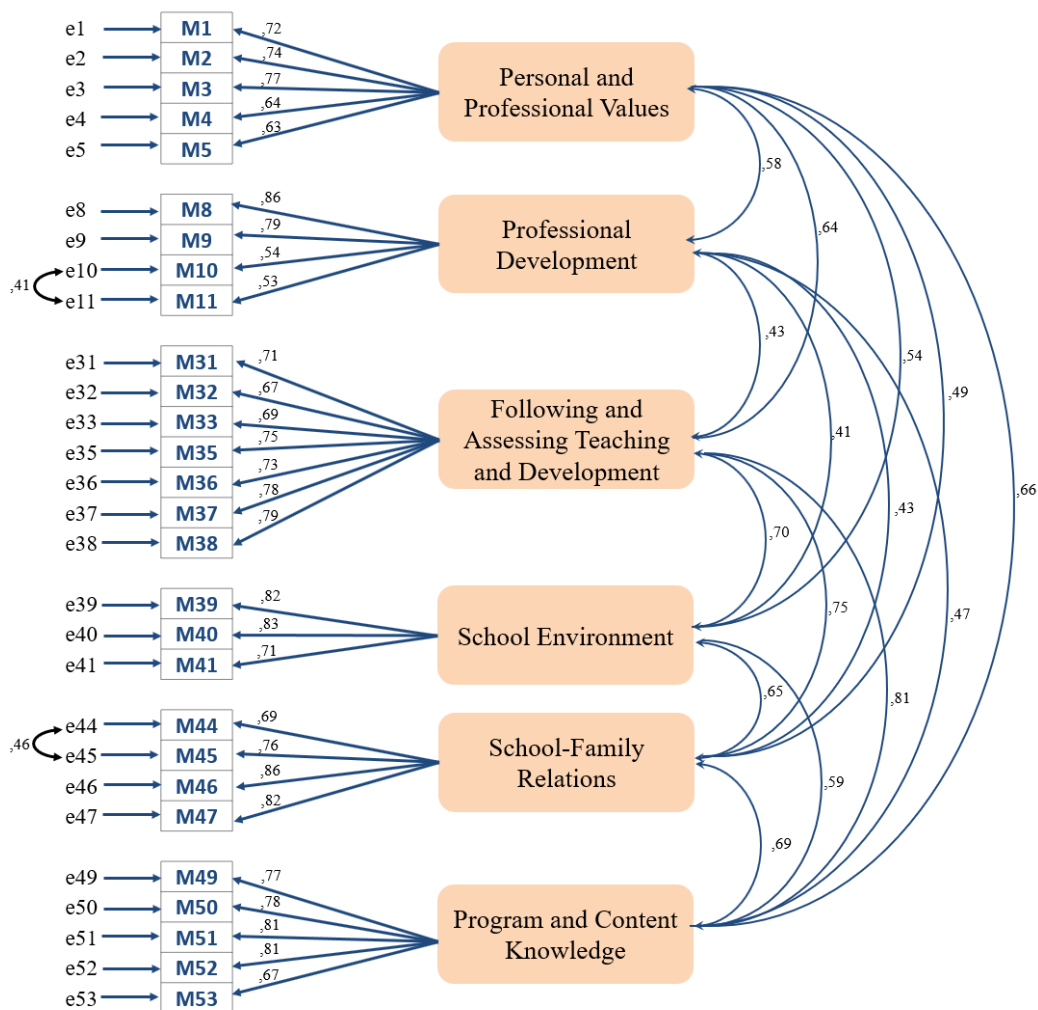 e1 M1 ,72
e2 M2 ,74
e3 M3 ,77
e4 M4 ,64
e5 M5 ,63
Personal and
Professional Values
e8 M8 ,86
e9 M9 ,79
e10 M10 ,54
e11 M11 ,53
,41
Professional
Development
e31 M31 ,71
e32 M32 ,67
e33 M33 ,69
e35 M35 ,75
e36 M36 ,73
e37 M37 ,78
e38 M38 ,79
Following and
Assessing Teaching
and Development
e39 M39 ,82
e40 M40 ,83
e41 M41 ,71
School Environment
e44 M44 ,69
e45 M45 ,76
e46 M46 ,86
e47 M47 ,82
,46
School-Family
Relations
e49 M49 ,77
e50 M50 ,78
e51 M51 ,81
e52 M52 ,81
e53 M53 ,67
Program and Content
Knowledge
,58
,64
,43
,54
,49
,41
,66
,70
,43
,75
,47
,65
,81
,59
,69